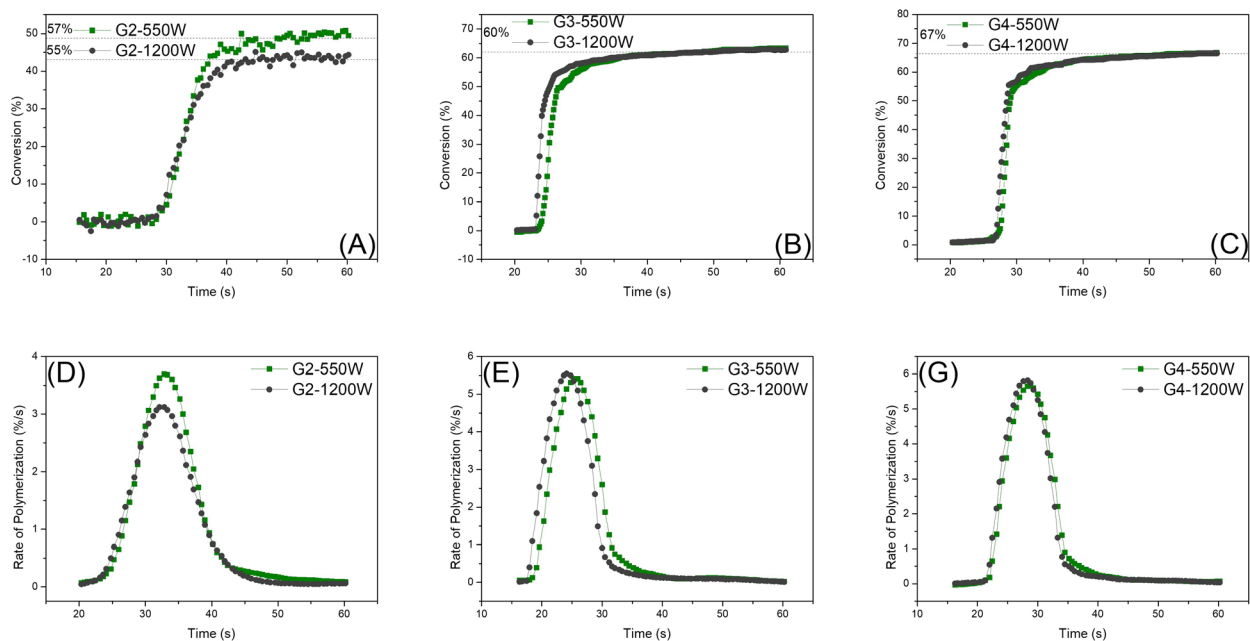 57%
G2-550W
55%
G2-1200W
50
40
30
20
10
0
-10
Conversion (%)
(A)
10 20 30 40 50 60
Time (s)
G3-550W
60%
G3-1200W
70
60
50
40
30
20
10
0
-10
Conversion (%)
(B)
20 30 40 50 60
Time (s)
G4-550W
67%
G4-1200W
80
70
60
50
40
30
20
10
0
Conversion (%)
(C)
20 30 40 50 60
Time (s)
(D)
G2-550W
G2-1200W
4
3
2
1
0
Rate of Polymerization (%/s)
20 30 40 50 60
Time (s)
(E)
G3-550W
G3-1200W
6
5
4
3
2
1
0
Rate of Polymerization (%/s)
10 20 30 40 50 60
Time (s)
(G)
G4-550W
G4-1200W
6
5
4
3
2
1
0
Rate of Polymerization (%/s)
10 20 30 40 50 60
Time (s)